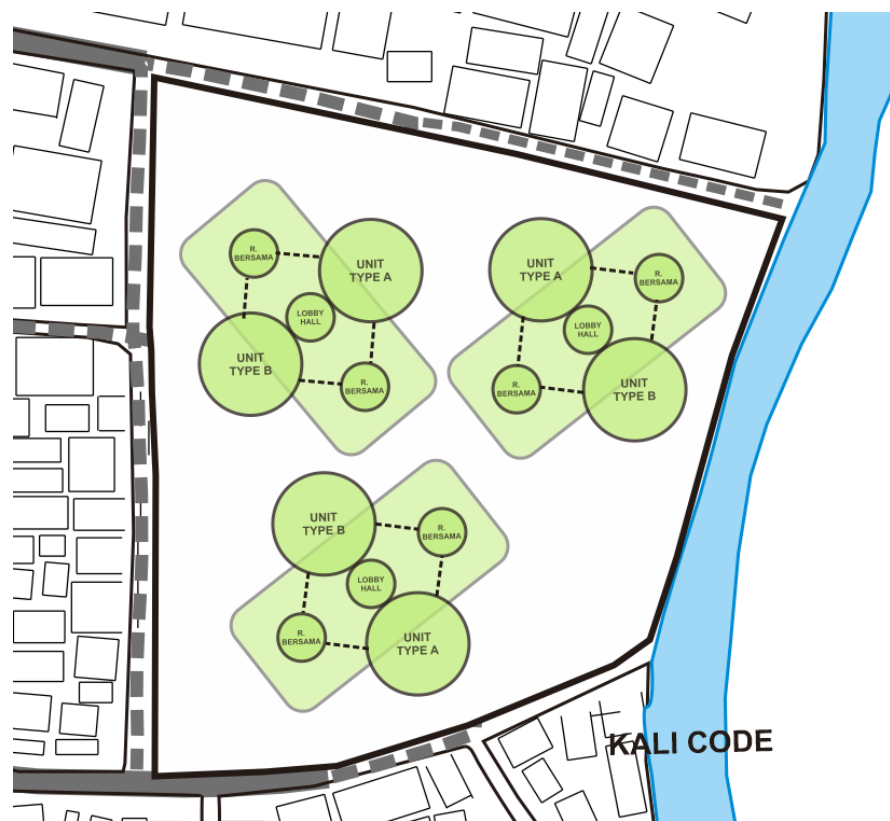 R.
BERSAMA
UNIT
TYPE A
LOBBY
HALL
UNIT
TYPE B
R.
BERSAMA
UNIT
TYPE A
R.
BERSAMA
LOBBY
HALL
R.
BERSAMA
UNIT
TYPE B
UNIT
TYPE B
R.
BERSAMA
LOBBY
HALL
R.
BERSAMA
UNIT
TYPE A
KALI CODE